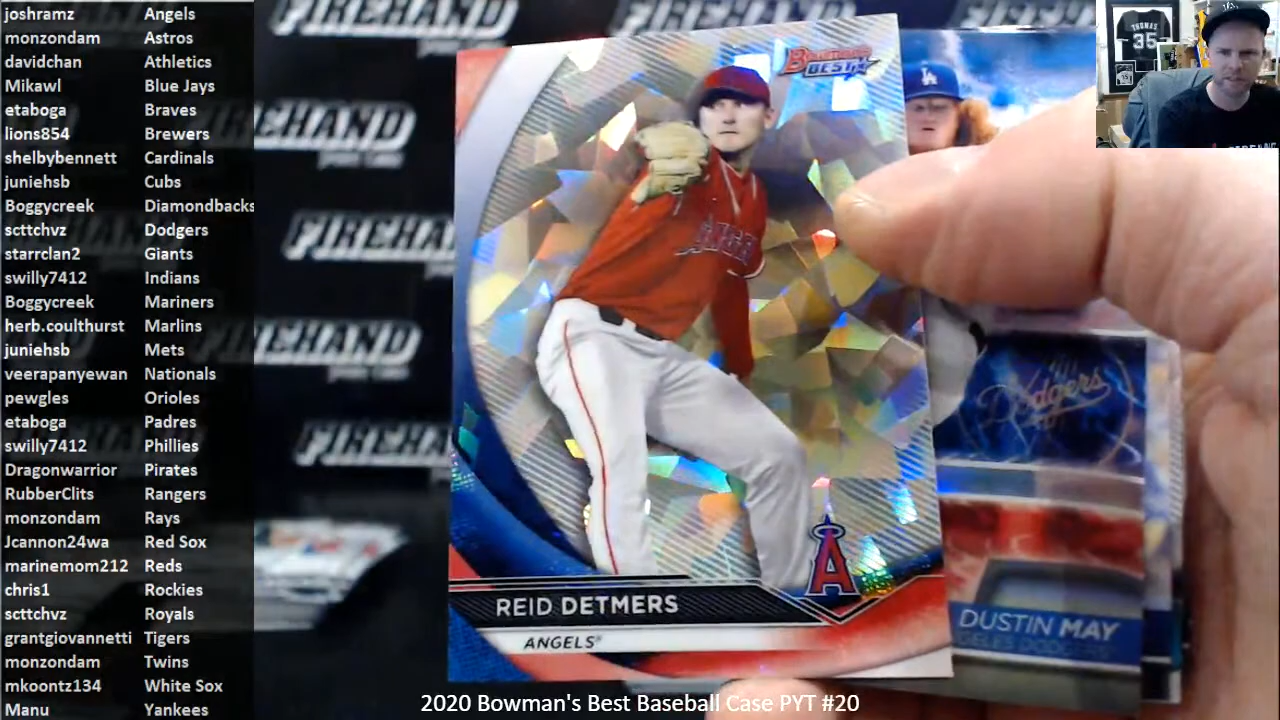 joshramz Angels
monzondam Astros
davidchan Athletics
Mikawl Blue Jays
etaboga Braves
lions854 Brewers
shelbybennett Cardinals
juniehsb Cubs
Boggycreek Diamondbacks
scttchvz Dodgers
starrclan2 Giants
swilly7412 Indians
Boggycreek Mariners
herb.coulthurst Marlins
juniehsb Mets
veerapanyewan Nationals
pewgles Orioles
etaboga Padres
swilly7412 Phillies
Dragonwarrior Pirates
RubberClits Rangers
monzondam Rays
Jcannon24wa Red Sox
marinemom212 Reds
chris1 Rockies
scttchvz Royals
grantgiovannetti Tigers
monzondam Twins
mkoontz134 White Sox
Manu Yankees
FIREHAND
FIREHAND
FIREHAND
FIREHAND
BOWMAN'S
BEST
LA
ANGELS
A
REID DETMERS
ANGELS
Dodgers
DUSTIN MAY
THOMAS
35
2020 Bowman's Best Baseball Case PYT #20